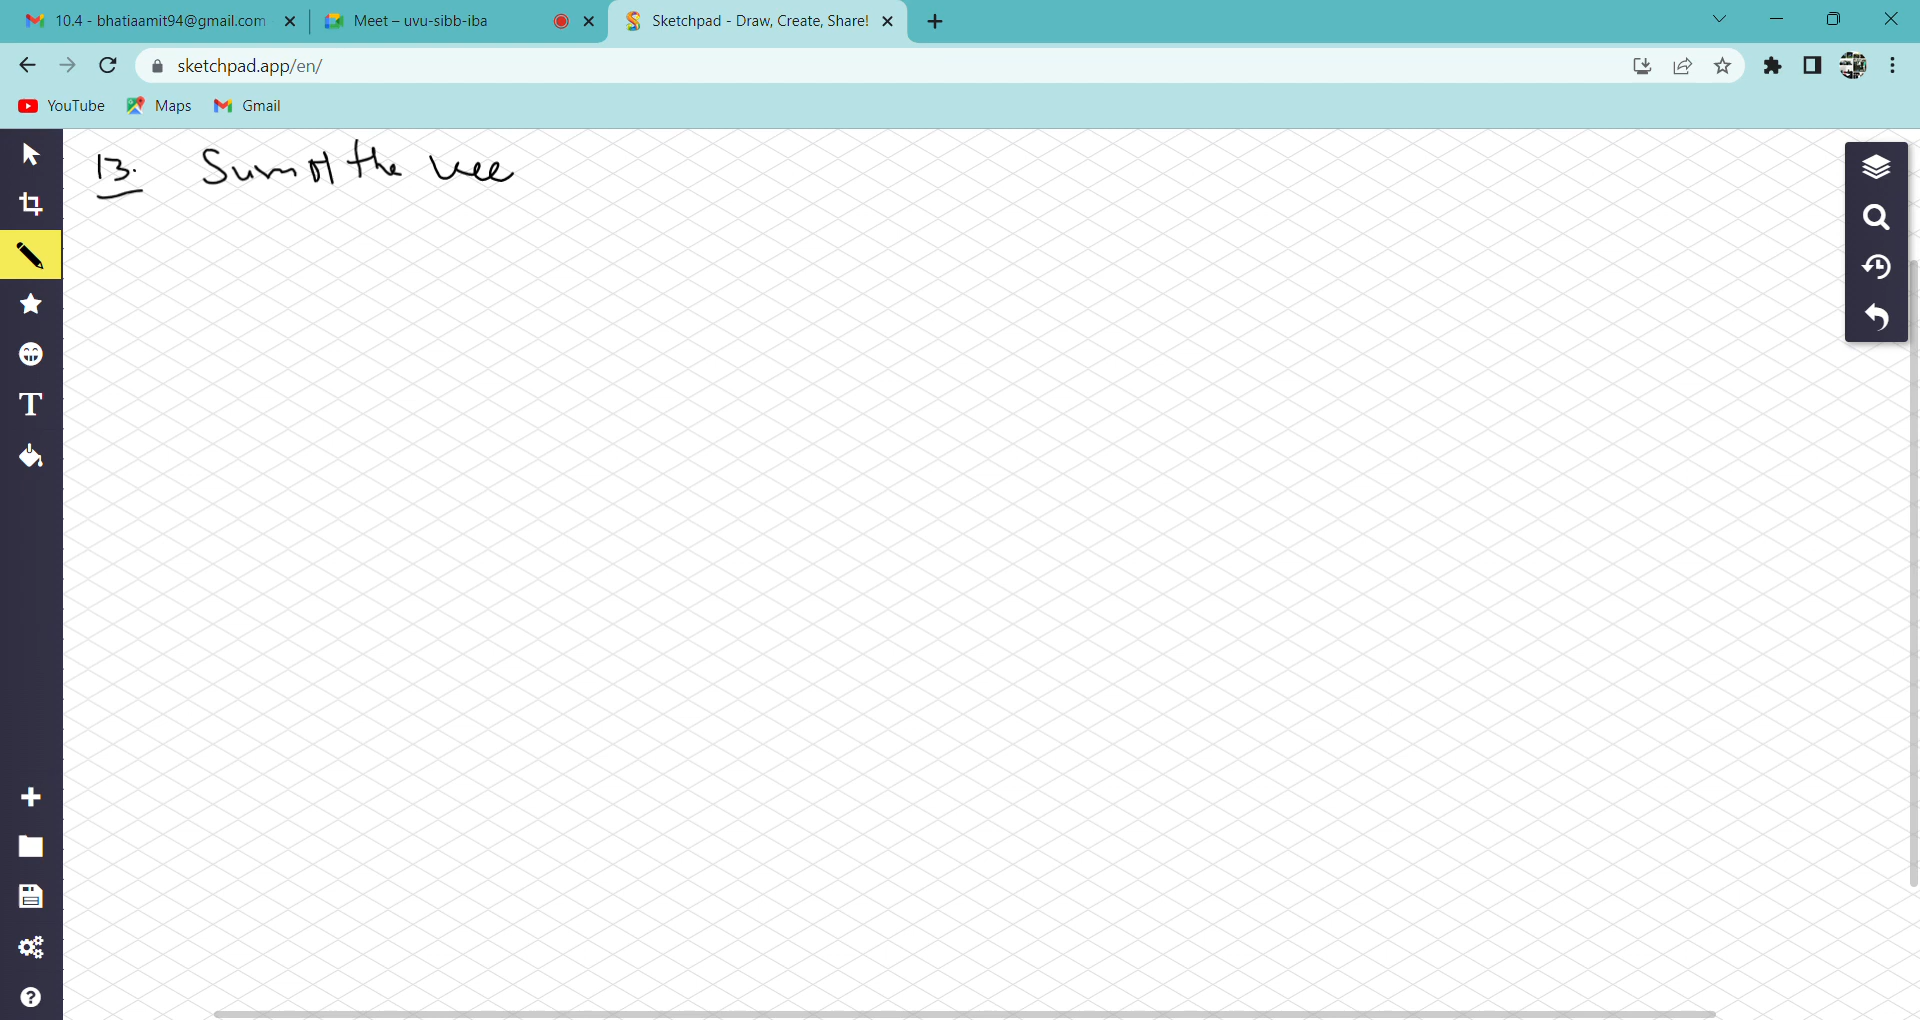 10.4 - bhatiaamit94@gmail.com
Meet – uvu-sibb-iba
Sketchpad - Draw, Create, Share!
sketchpad.app/en/
YouTube
Maps
Gmail
13. Sum of the
T